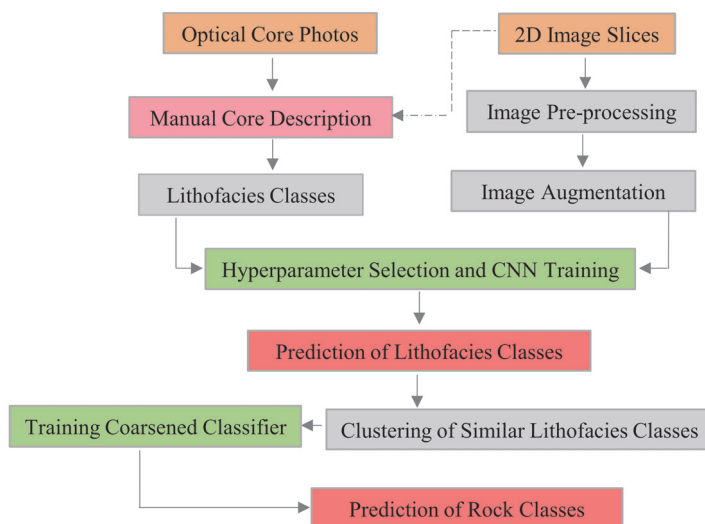 Optical Core Photos
2D Image Slices
Manual Core Description
Image Pre-processing
Lithofacies Classes
Image Augmentation
Hyperparameter Selection and CNN Training
Prediction of Lithofacies Classes
Training Coarsened Classifier
Clustering of Similar Lithofacies Classes
Prediction of Rock Classes